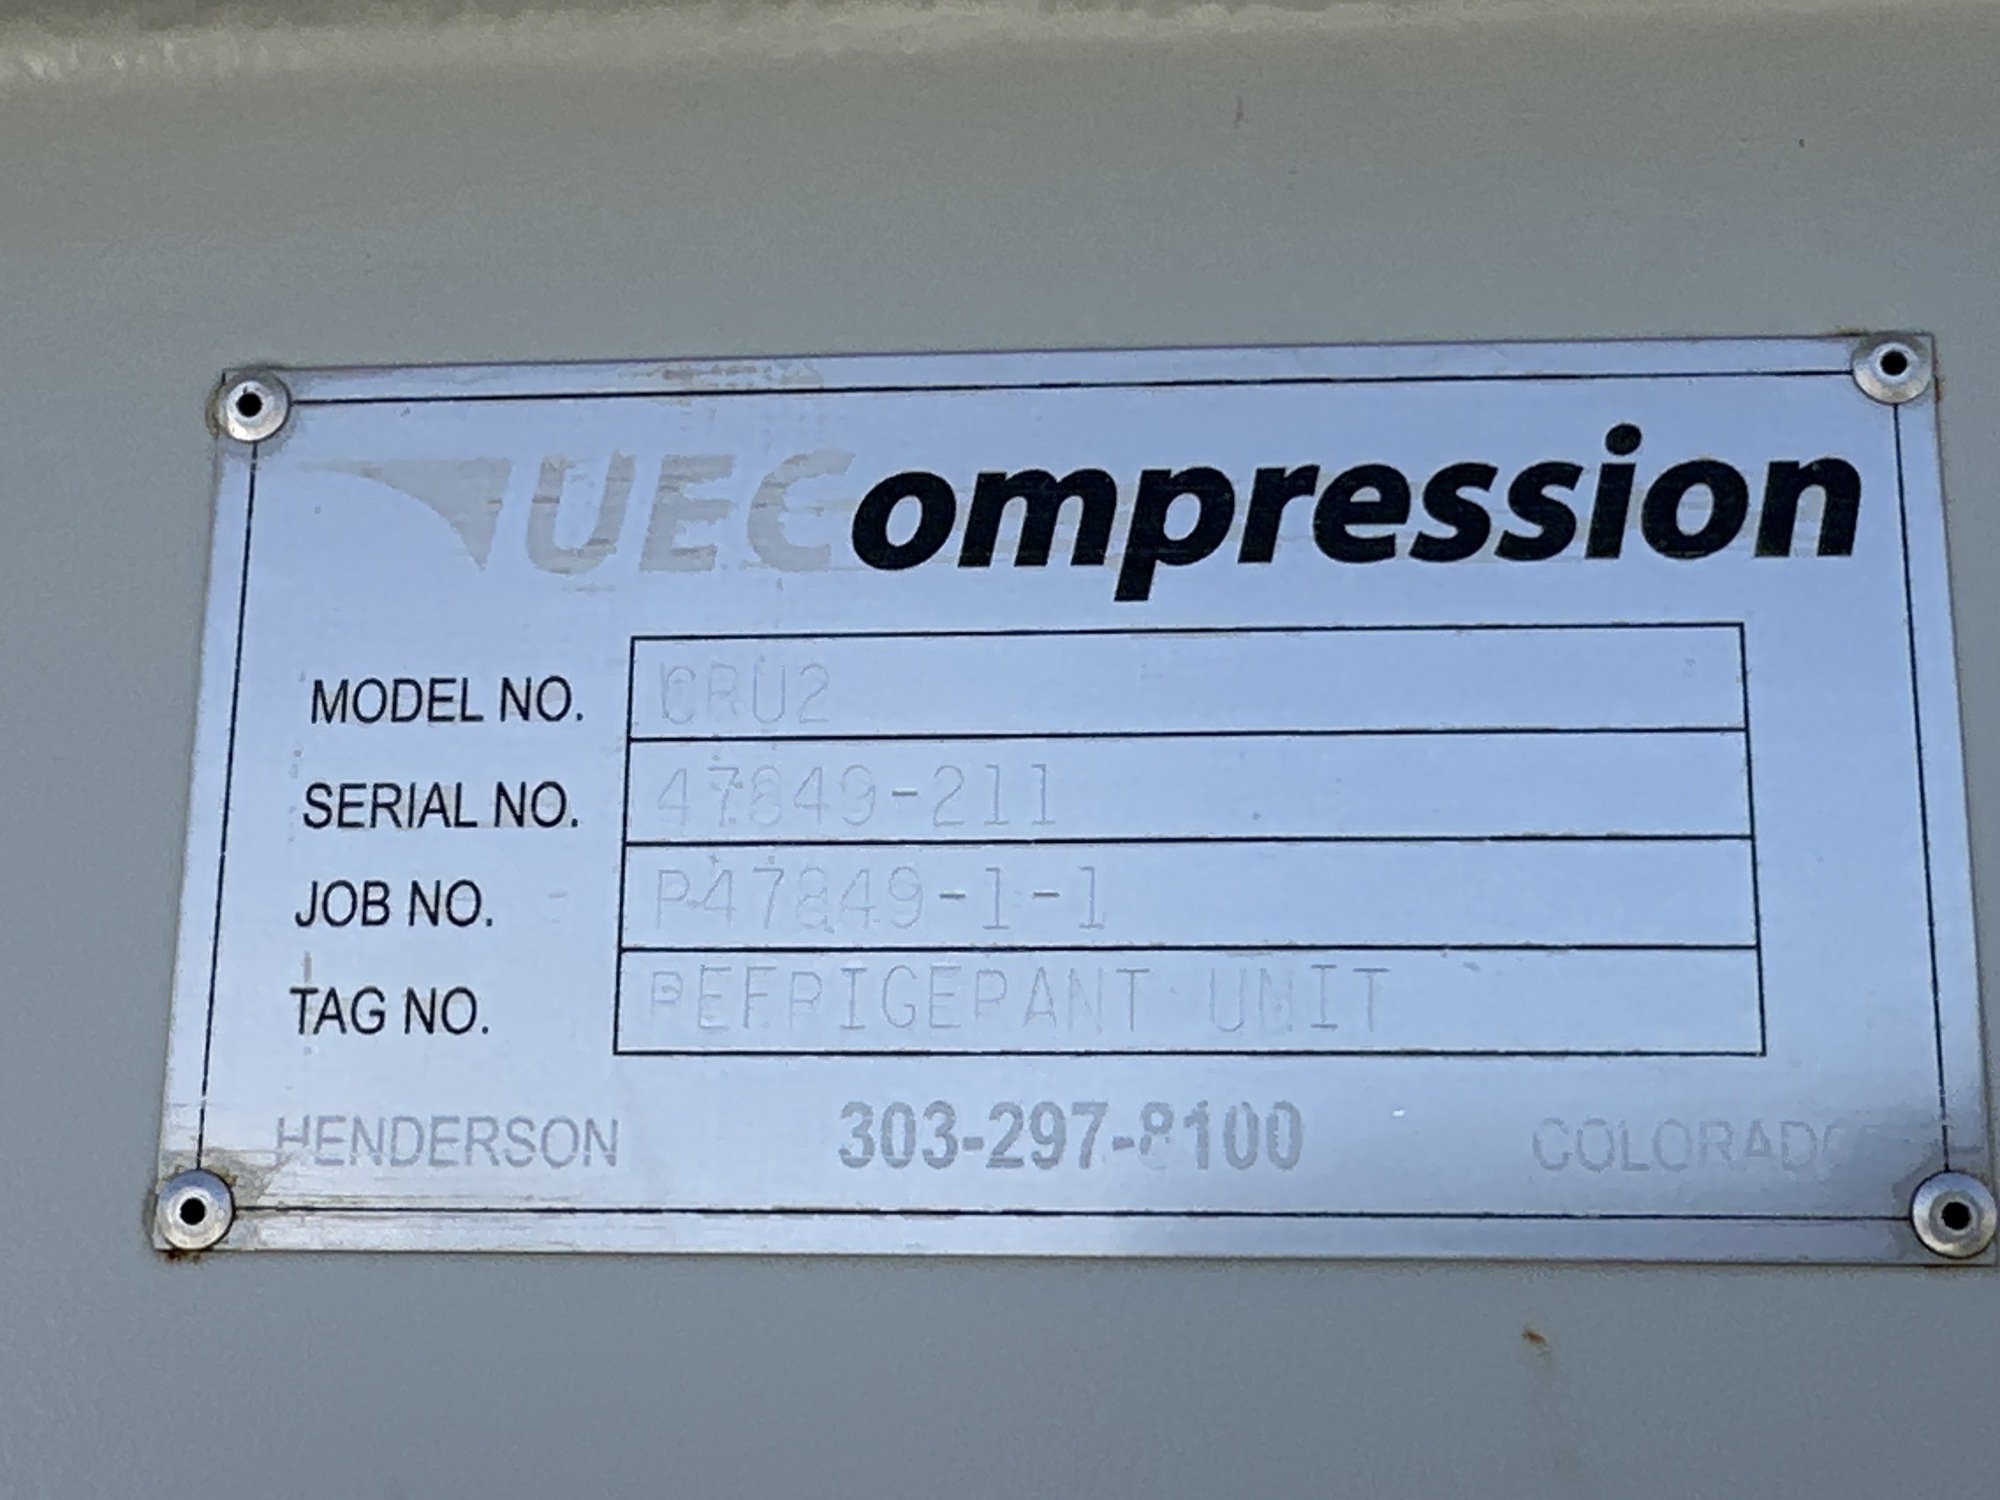 UECompression
MODEL NO. CRU2
SERIAL NO. 47849-211
JOB NO. P47849-1-1
TAG NO. REFRIGERANT UNIT
HENDERSON 303-297-8100 COLORADO